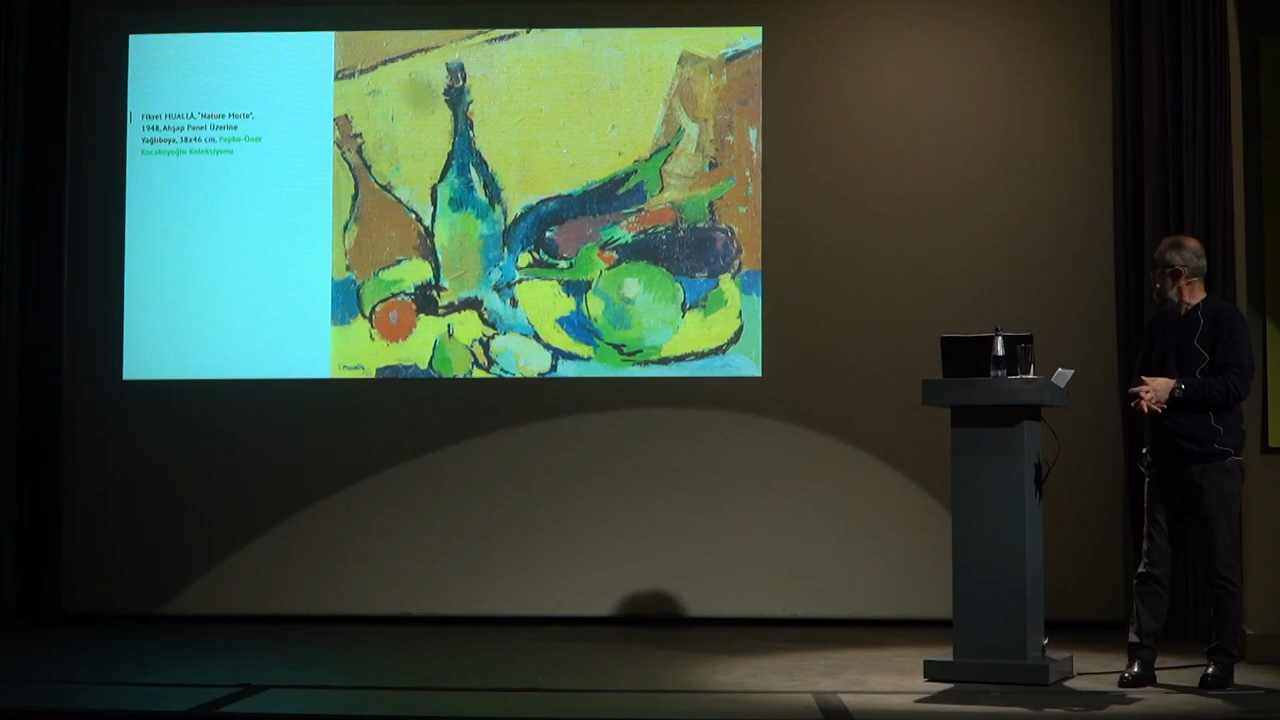 Fikret MUALLÂ, "Nature Morte",
1948, Ahşap Panel Üzerine
Yağlıboya, 38x46 cm, Papko-Öner
Kocabeyoğlu Koleksiyonu